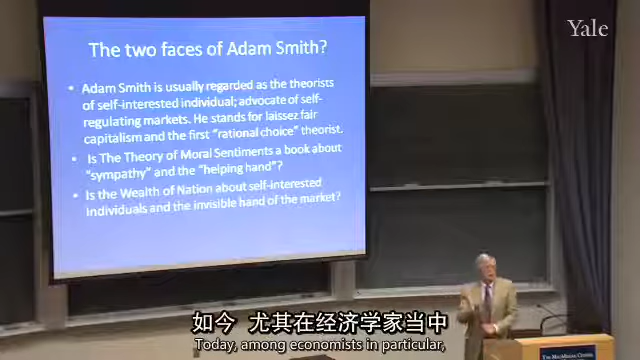 Yale
The two faces of Adam Smith?
Adam Smith is usually regarded as the theorists
of self-interested individual; advocate of self-
regulating markets. He stands for laissez fair
capitalism and the first "rational choice" theorist.
Is The Theory of Moral Sentiments a book about
"sympathy" and the "helping hand"?
Is the Wealth of Nation about self-interested
Individuals and the invisible hand of the market?
THE MACMILLAN CENTER
如今 尤其在经济学家当中
Today, among economists in particular,